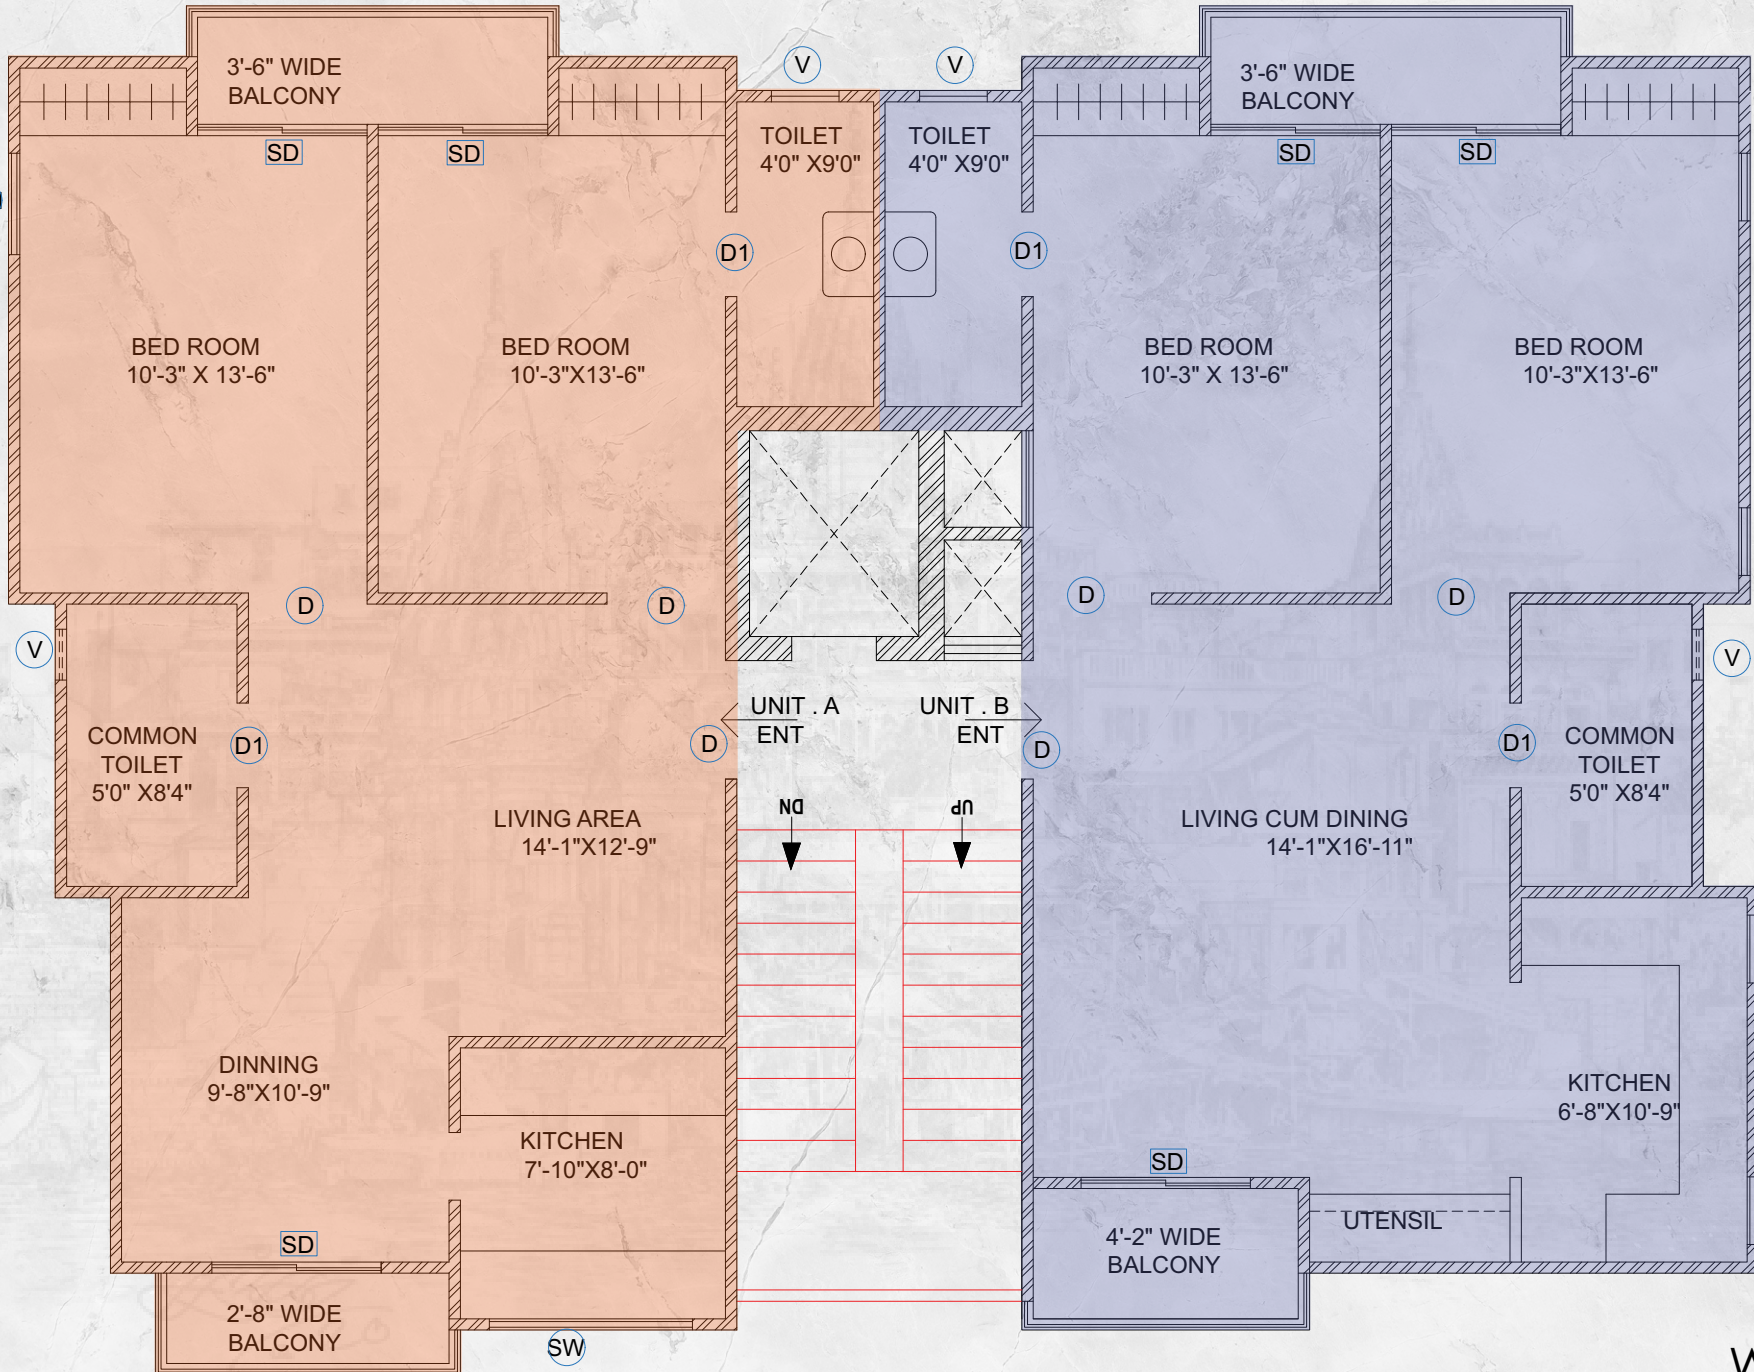 3'-6" WIDE
BALCONY
V
V
3'-6" WIDE
BALCONY
SD
SD
TOILET
4'0" X9'0"
TOILET
4'0" X9'0"
SD
SD
D1
D1
BED ROOM
10'-3" X 13'-6"
BED ROOM
10'-3"X13'-6"
BED ROOM
10'-3" X 13'-6"
BED ROOM
10'-3"X13'-6"
D
D
D
D
V
V
UNIT . A
ENT
UNIT . B
ENT
COMMON
TOILET
5'0" X8'4"
D1
D
D
D1
COMMON
TOILET
5'0" X8'4"
LIVING AREA
14'-1"X12'-9"
DN
UP
LIVING CUM DINING
14'-1"X16'-11"
DINNING
9'-8"X10'-9"
KITCHEN
7'-10"X8'-0"
KITCHEN
6'-8"X10'-9"
SD
SD
4'-2" WIDE
BALCONY
UTENSIL
2'-8" WIDE
BALCONY
SW